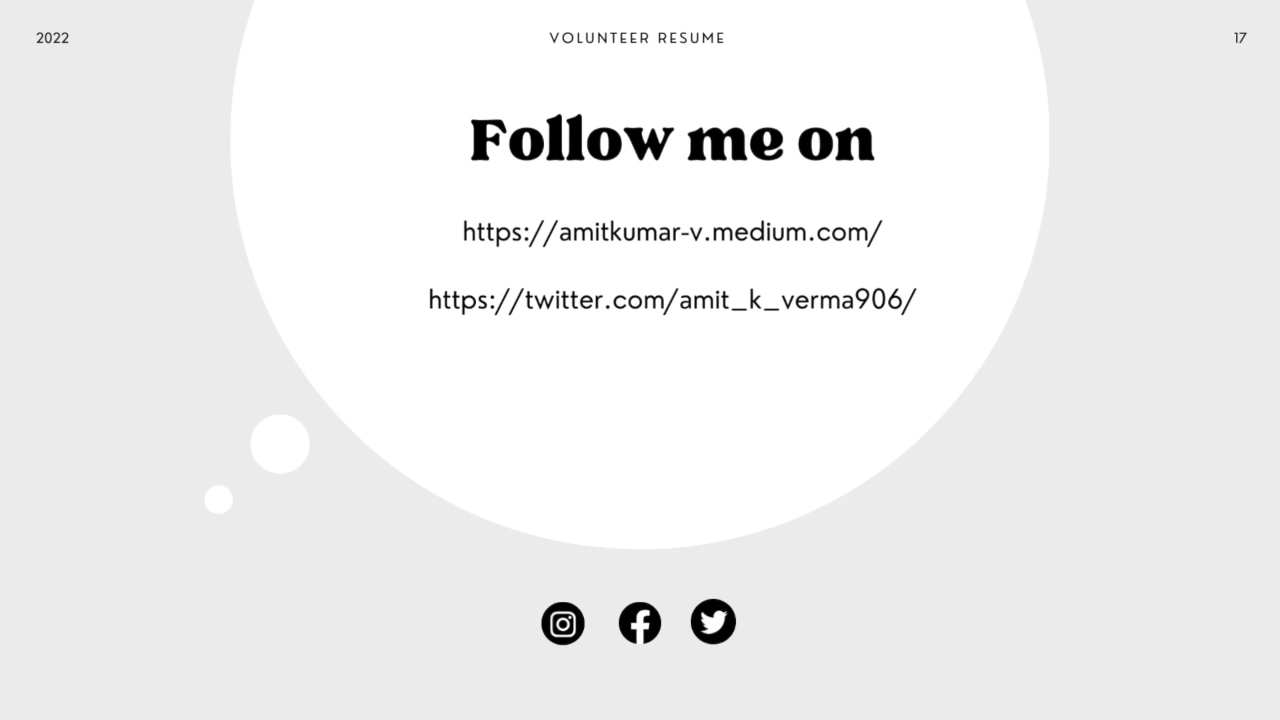 2022
VOLUNTEER RESUME
17
Follow me on
https://amitkumar-v.medium.com/
https://twitter.com/amit_k_verma906/